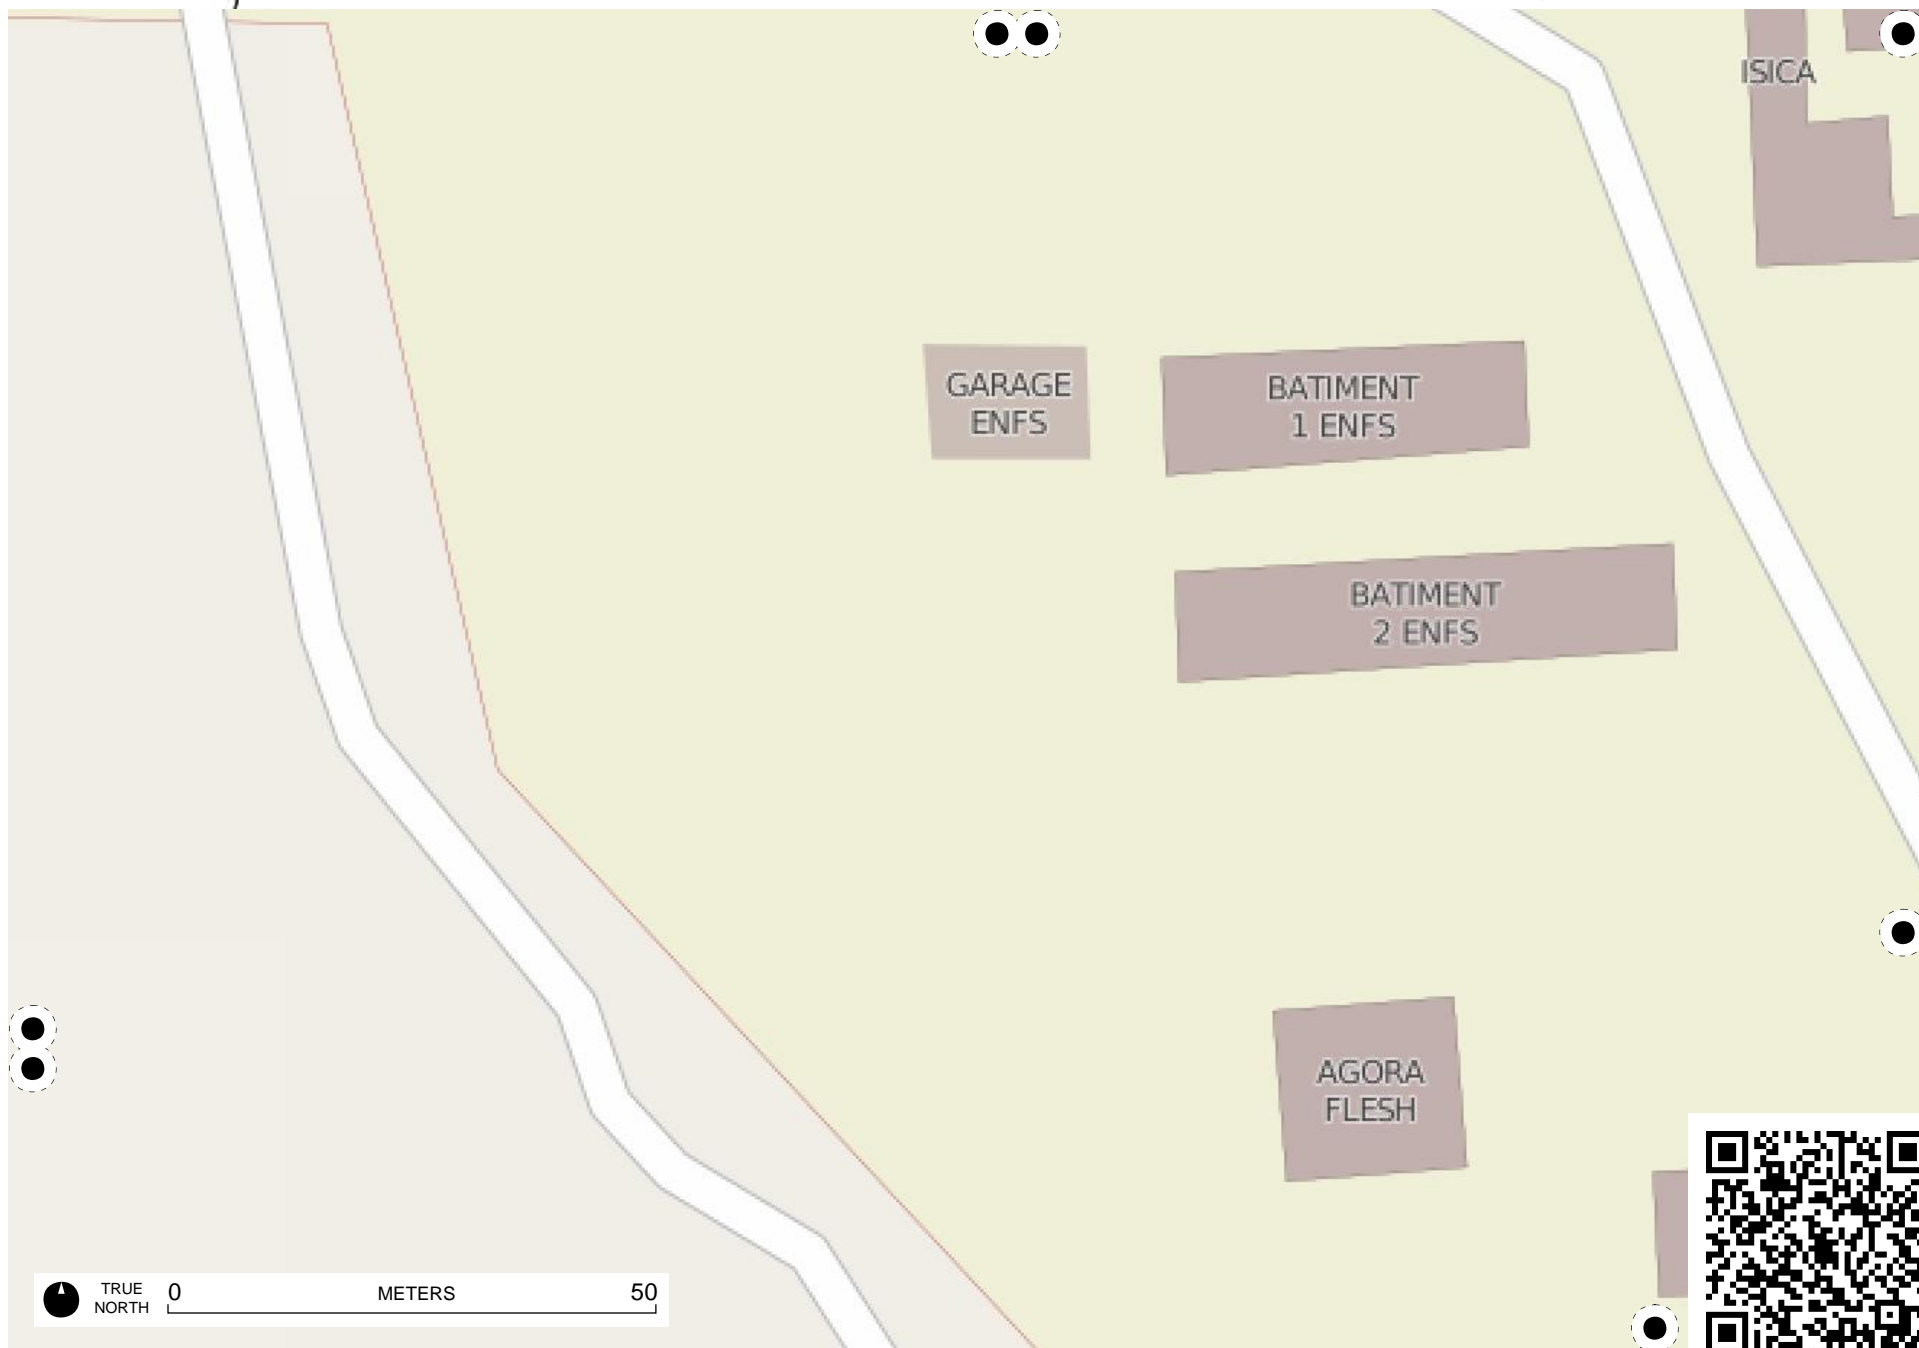 ISICA
GARAGE
ENFS
BATIMENT
1 ENFS
BATIMENT
2 ENFS
AGORA
FLESH
TRUE
NORTH
0 METERS 50